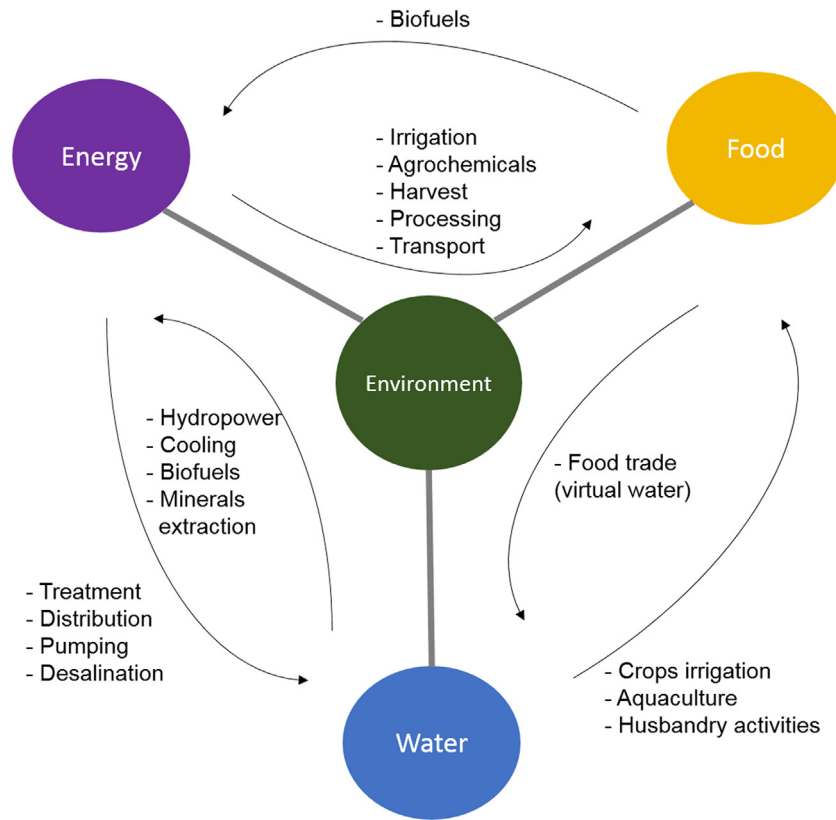 - Biofuels
Energy
Food
- Irrigation
- Agrochemicals
- Harvest
- Processing
- Transport
Environment
- Hydropower
- Cooling
- Biofuels
- Minerals
extraction
- Food trade
(virtual water)
- Treatment
- Distribution
- Pumping
- Desalination
- Crops irrigation
- Aquaculture
- Husbandry activities
Water